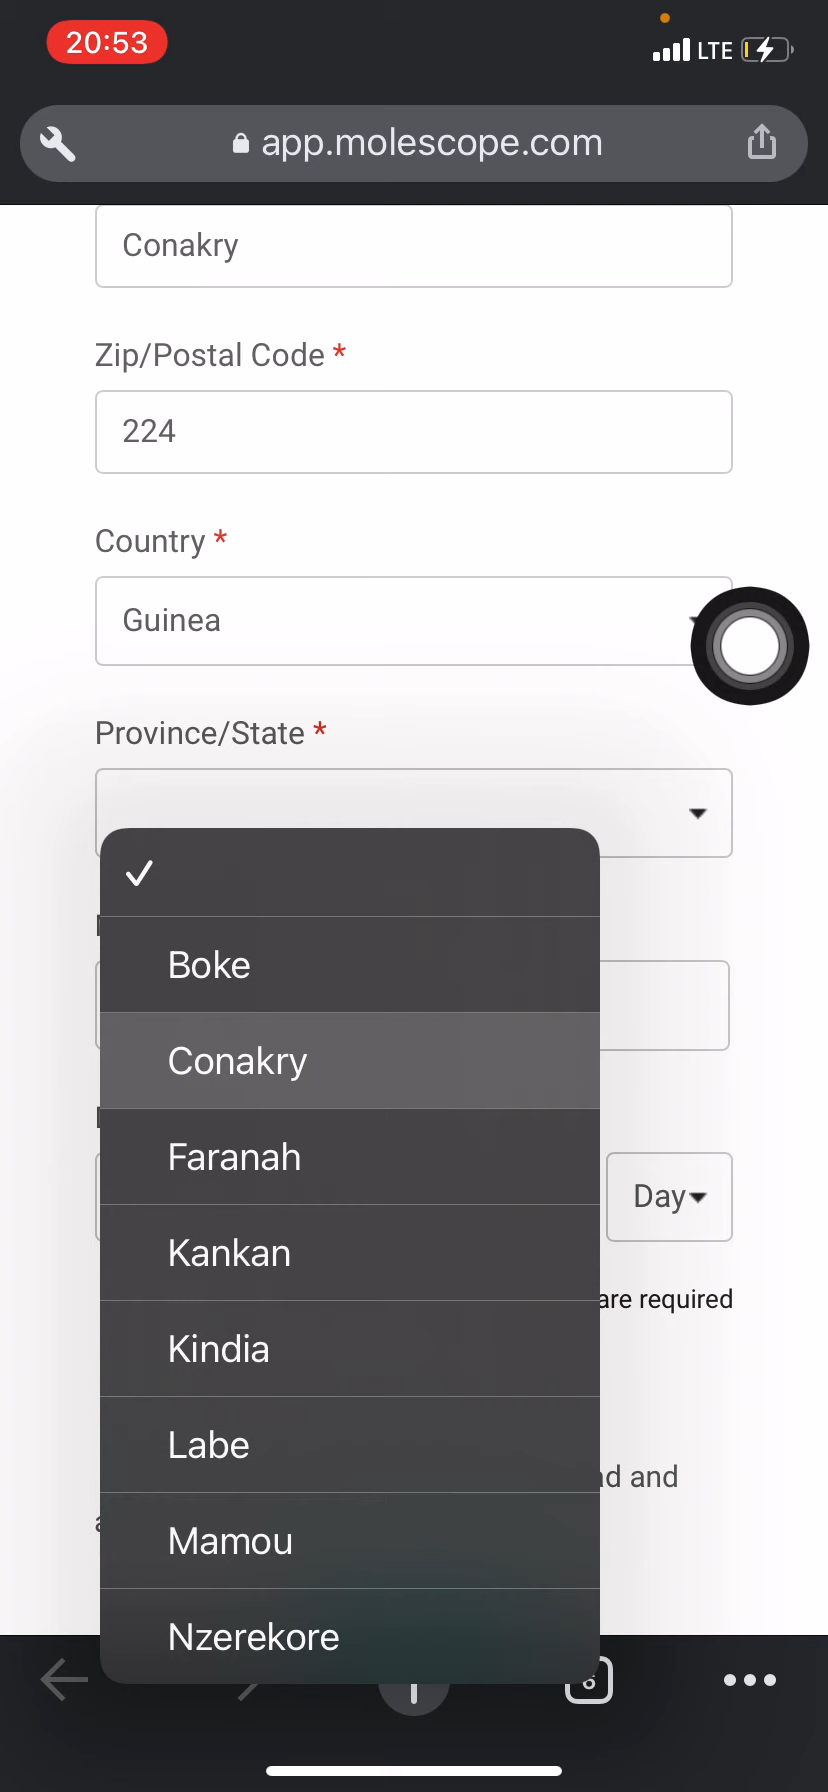 20:53
LTE
app.molescope.com
Conakry
Zip/Postal Code *
224
Country *
Guinea
Province/State *
Boke
Conakry
Faranah
Day
Kankan
are required
Kindia
Labe
and
Mamou
Nzerekore
6